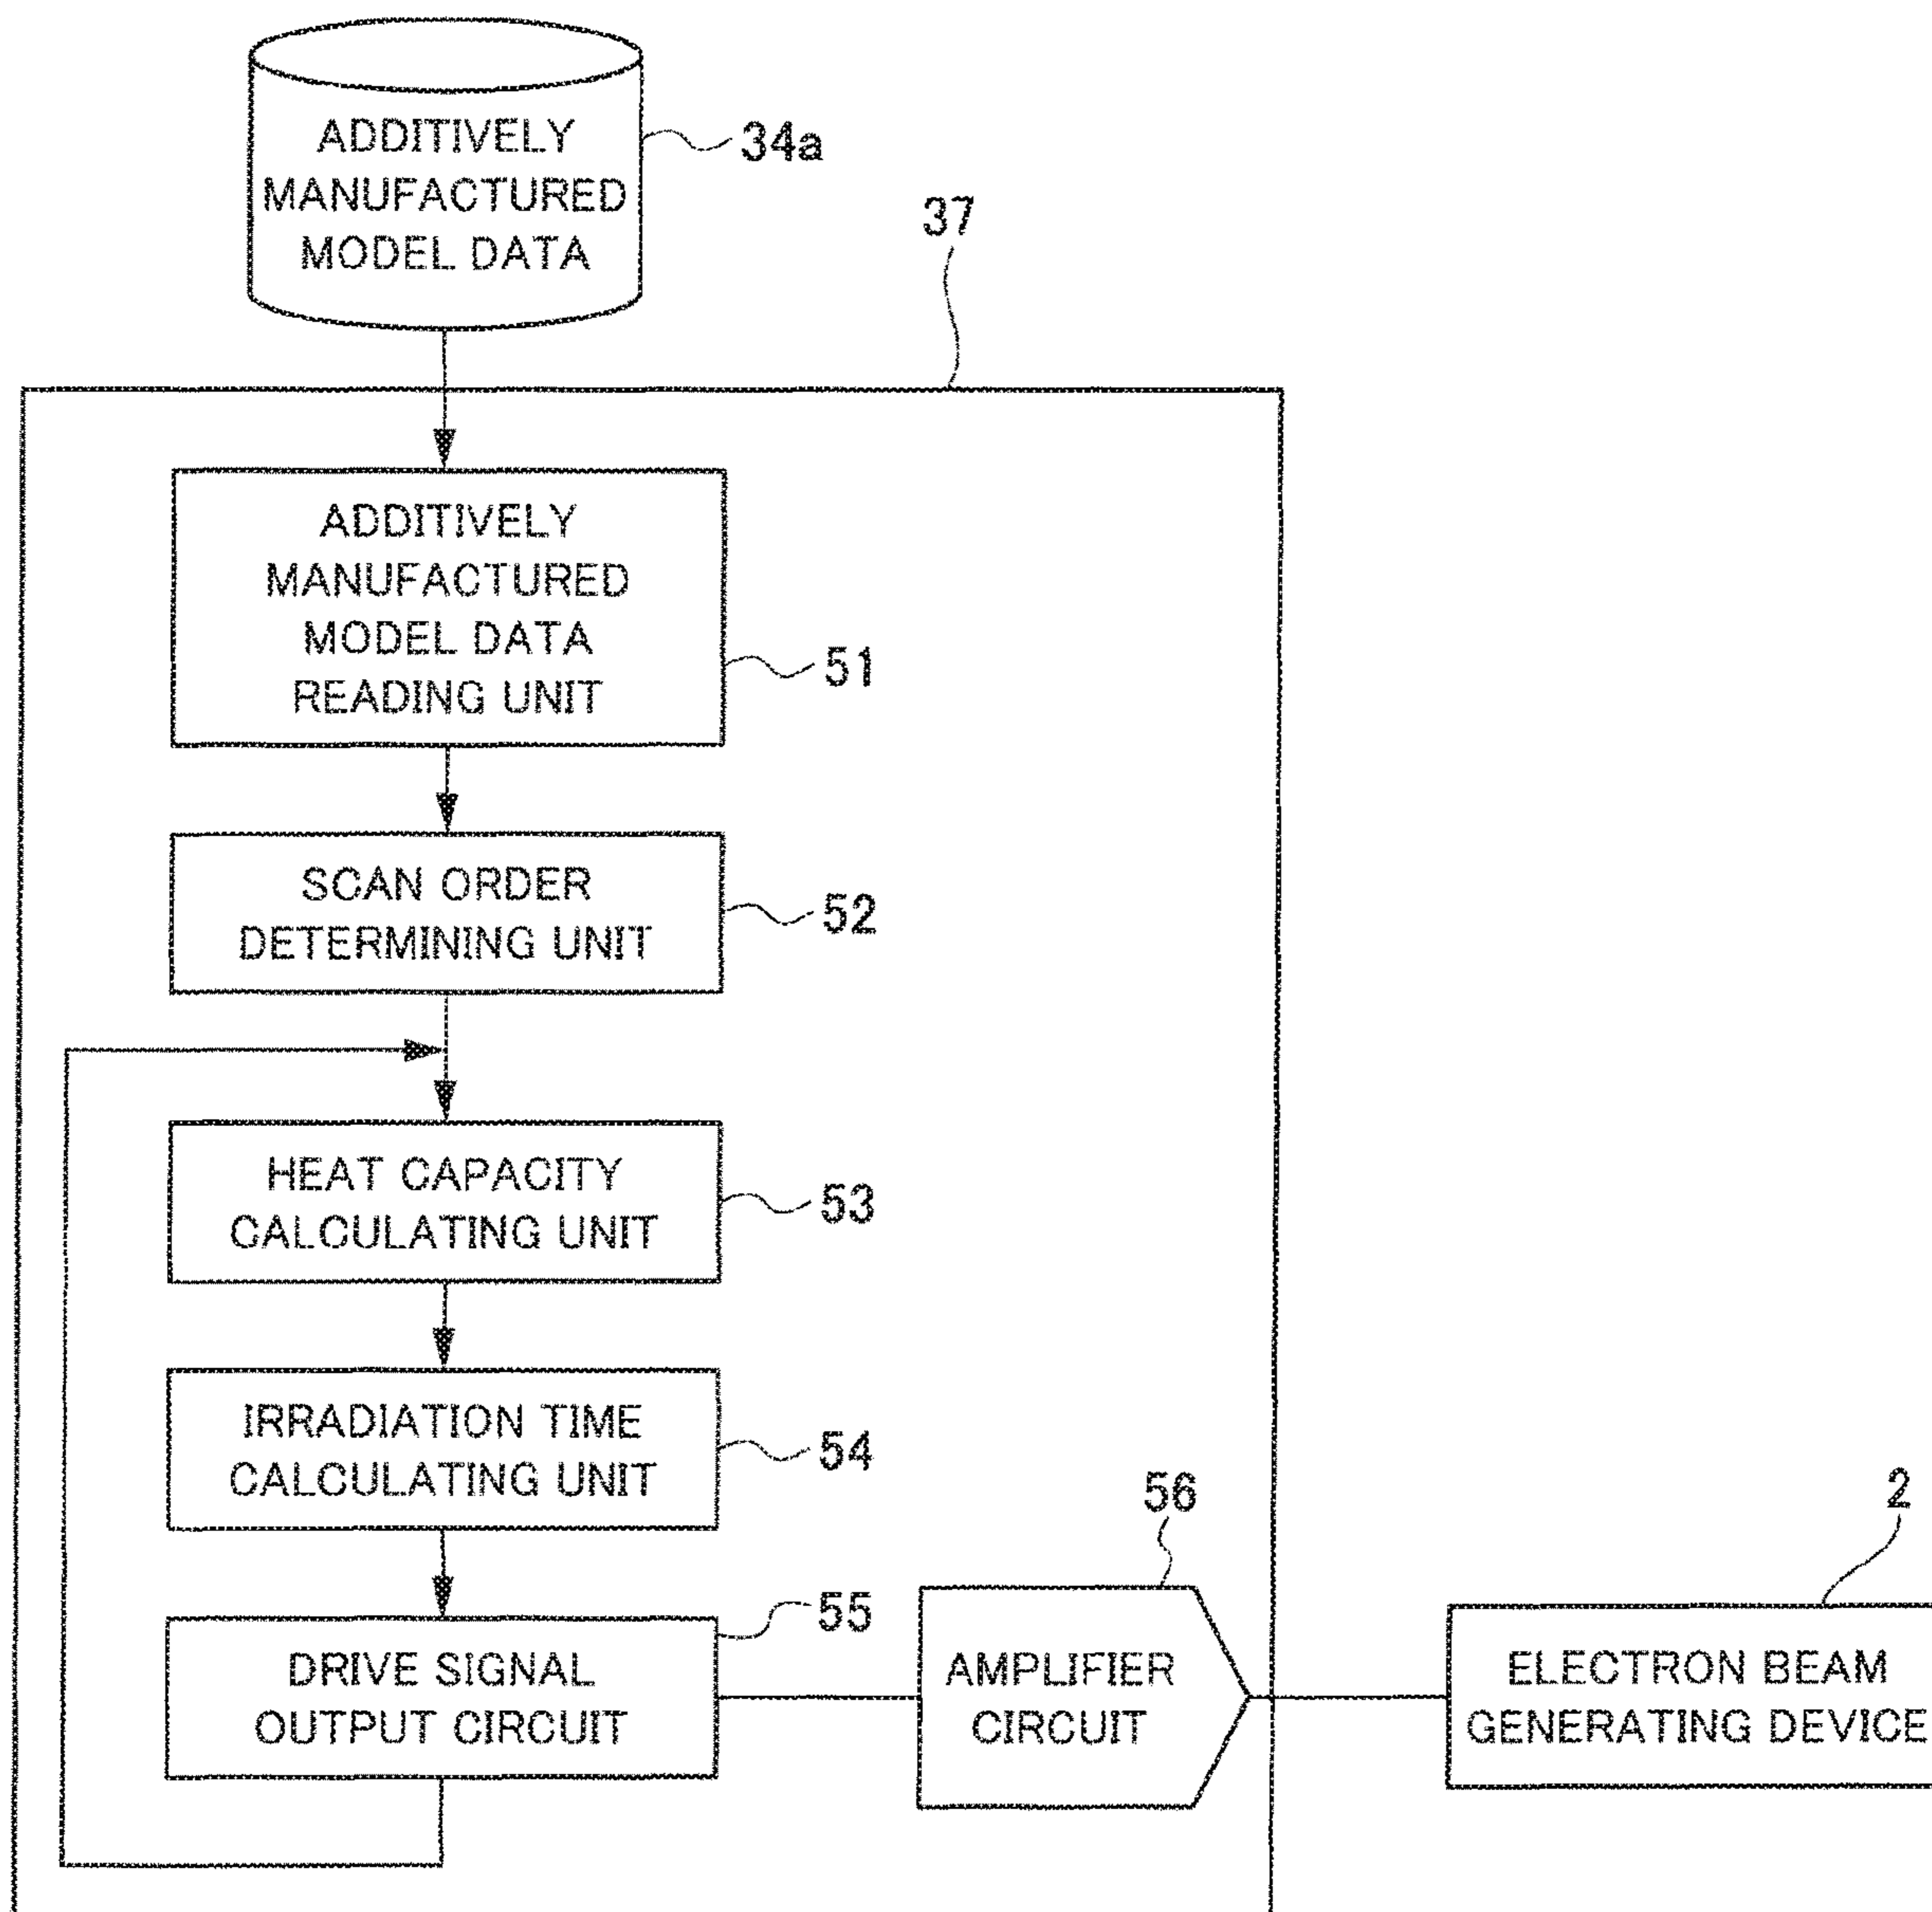 ADDITIVELY
MANUFACTURED
MODEL DATA
34a
37
ADDITIVELY
MANUFACTURED
MODEL DATA
READING UNIT
51
SCAN ORDER
DETERMINING UNIT
52
HEAT CAPACITY
CALCULATING UNIT
53
IRRADIATION TIME
CALCULATING UNIT
54
DRIVE SIGNAL
OUTPUT CIRCUIT
55
AMPLIFIER
CIRCUIT
56
ELECTRON BEAM
GENERATING DEVICE
2